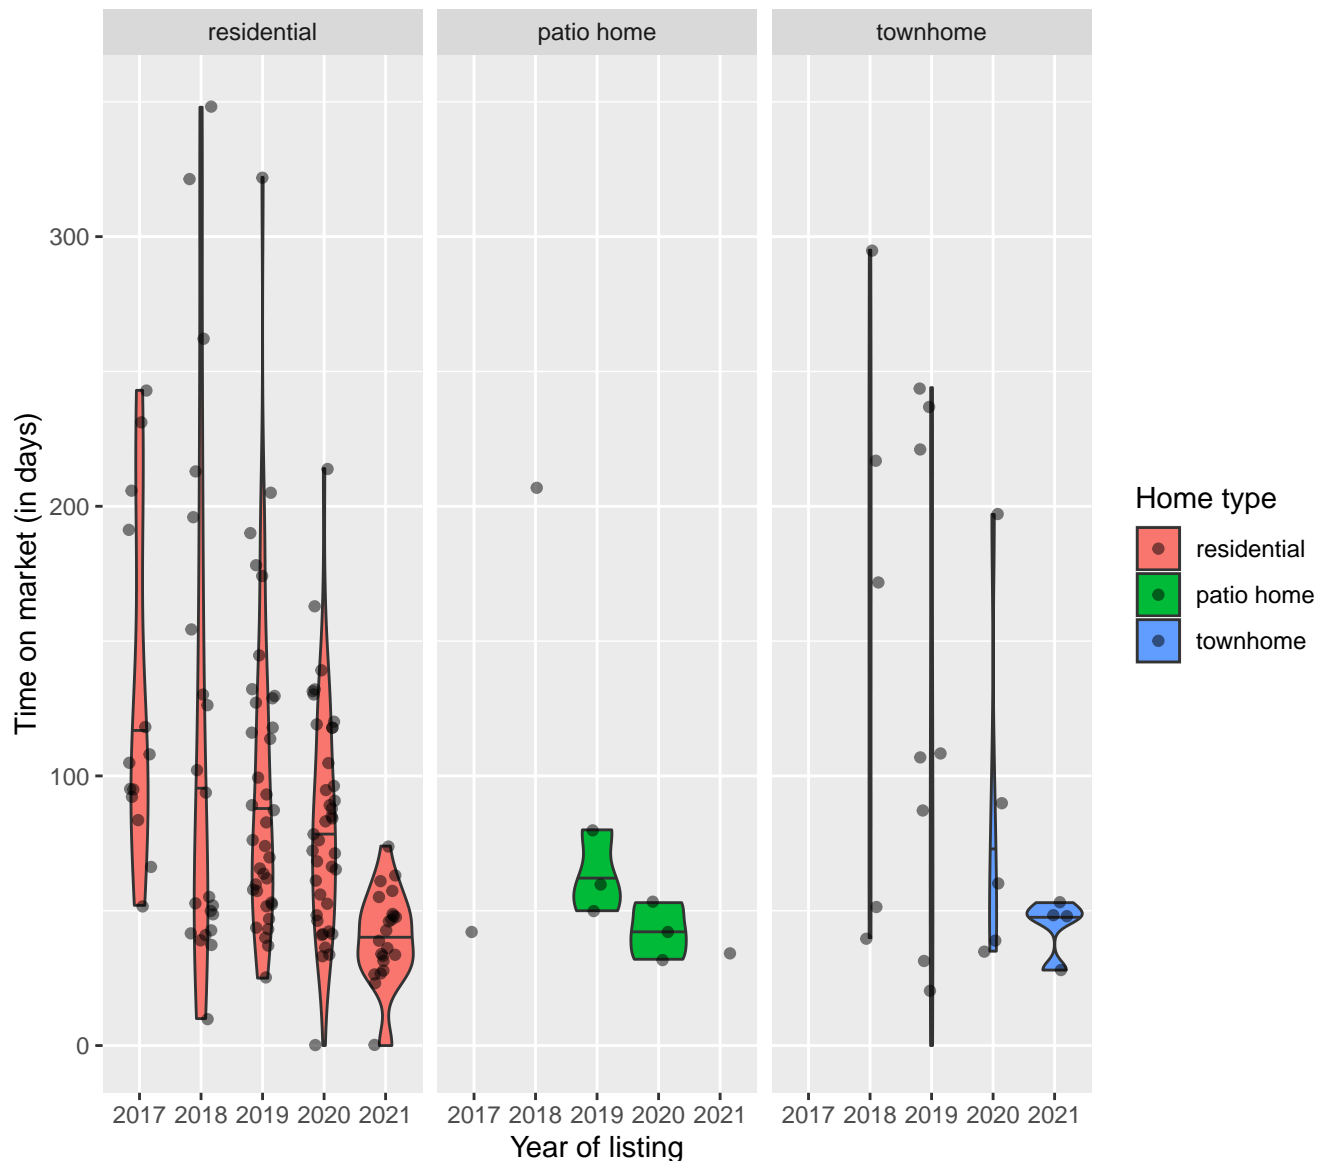 residential patio home townhome
300
200
100
0
Time on market (in days)
2017 2018 2019 2020 2021 2017 2018 2019 2020 2021 2017 2018 2019 2020 2021
Year of listing
Home type
residential
patio home
townhome